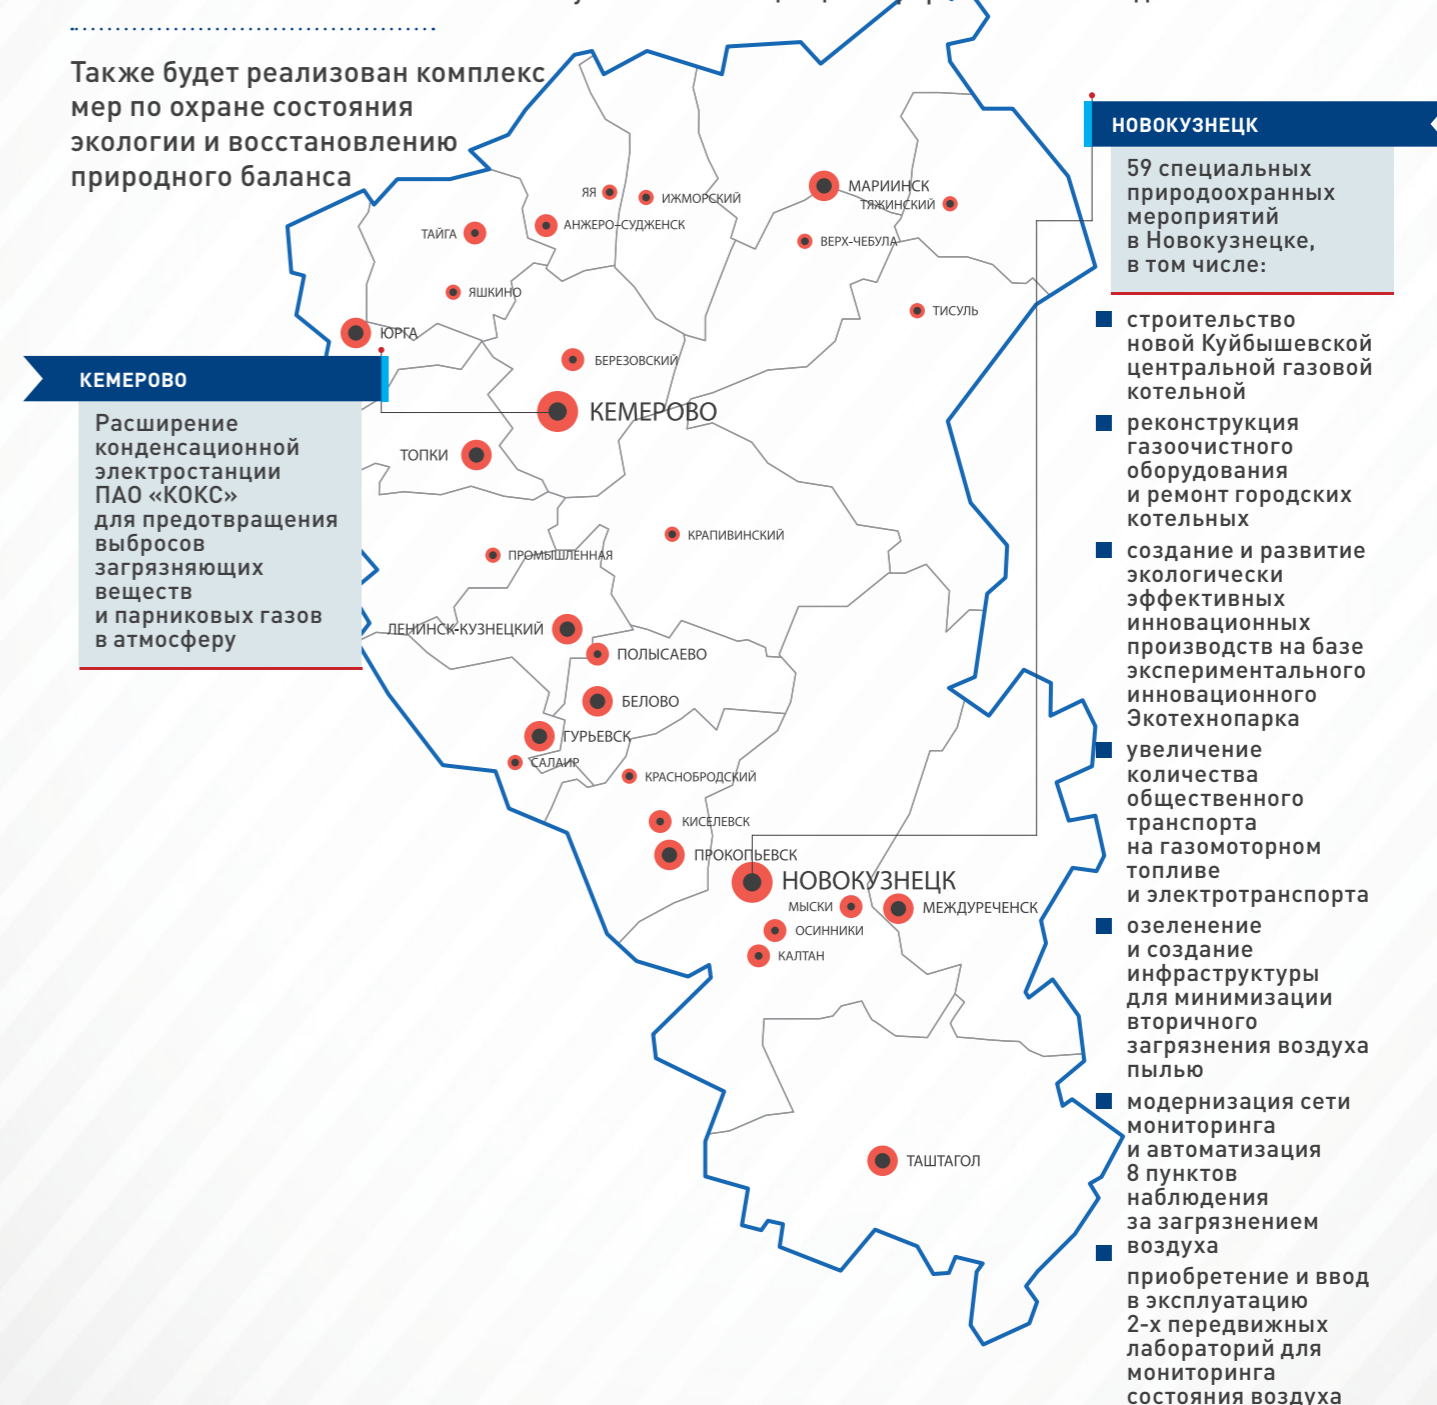 Также будет реализован комплекс
мер по охране состояния
экологии и восстановлению
природного баланса
НОВОКУЗНЕЦК
59 специальных
природоохранных
мероприятий
в Новокузнецке,
в том числе:
строительство
новой Куйбышевской
центральной газовой
котельной
реконструкция
газоочистного
оборудования
и ремонт городских
котельных
создание и развитие
экологически
эффективных
инновационных
производств на базе
экспериментального
инновационного
Экотехнопарка
увеличение
количества
общественного
транспорта
на газомоторном
топливе
и электротранспорта
озеленение
и создание
инфраструктуры
для минимизации
вторичного
загрязнения воздуха
пылью
модернизация сети
мониторинга
и автоматизация
8 пунктов
наблюдения
за загрязнением
воздуха
приобретение и ввод
в эксплуатацию
2-х передвижных
лабораторий для
мониторинга
состояния воздуха
КЕМЕРОВО
Расширение
конденсационной
электростанции
ПАО «КОКС»
для предотвращения
выбросов
загрязняющих
веществ
и парниковых газов
в атмосферу
ЯЯ
ИЖМОРСКИЙ
МАРИИНСК
ТЯЖИНСКИЙ
ТАЙГА
АНЖЕРО-СУДЖЕНСК
ВЕРХ-ЧЕБУЛА
ЯШКИНО
ТИСУЛЬ
ЮРГА
БЕРЕЗОВСКИЙ
КЕМЕРОВО
ТОПКИ
КРАПИВИНСКИЙ
ПРОМЫШЛЕННАЯ
ЛЕНИНСК-КУЗНЕЦКИЙ
ПОЛЫСАЕВО
БЕЛОВО
ГУРЬЕВСК
САЛАИР
КРАСНОБРОДСКИЙ
КИСЕЛЕВСК
ПРОКОПЬЕВСК
НОВОКУЗНЕЦК
МЫСКИ
МЕЖДУРЕЧЕНСК
ОСИННИКИ
КАЛТАН
ТАШТАГОЛ